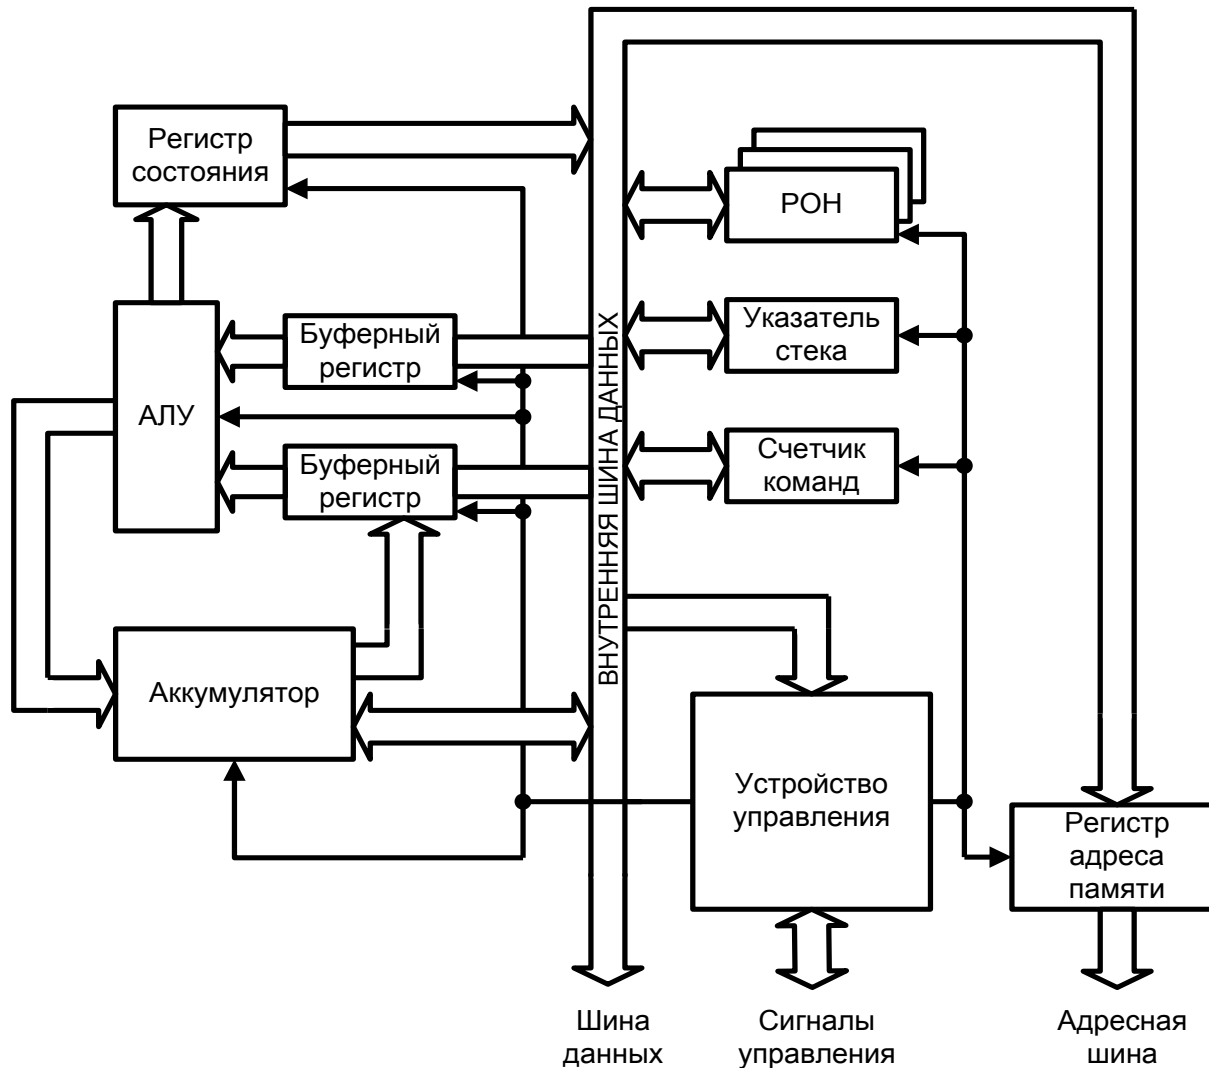 Регистр
состояния
РОН
Буферный
регистр
Указатель
стека
АЛУ
Буферный
регистр
Счетчик
команд
ВНУТРЕННЯЯ ШИНА ДАННЫХ
Аккумулятор
Устройство
управления
Регистр
адреса
памяти
Шина
данных
Сигналы
управления
Адресная
шина